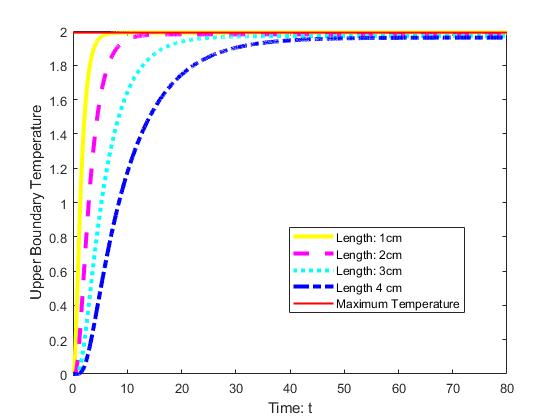 2
1.8
1.6
1.4
1.2
1
0.8
0.6
0.4
0.2
0
Upper Boundary Temperature
Length: 1cm
Length: 2cm
Length: 3cm
Length 4 cm
Maximum Temperature
0 10 20 30 40 50 60 70 80
Time: t